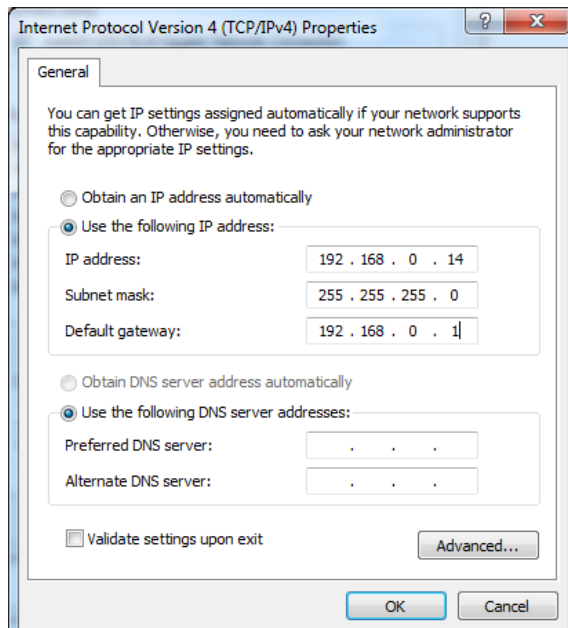 Internet Protocol Version 4 (TCP/IPv4) Properties
General
You can get IP settings assigned automatically if your network supports
this capability. Otherwise, you need to ask your network administrator
for the appropriate IP settings.
Obtain an IP address automatically
Use the following IP address:
IP address: 192 . 168 . 0 . 14
Subnet mask: 255 . 255 . 255 . 0
Default gateway: 192 . 168 . 0 . 1
Obtain DNS server address automatically
Use the following DNS server addresses:
Preferred DNS server: . . .
Alternate DNS server: . . .
Validate settings upon exit
Advanced...
OK Cancel